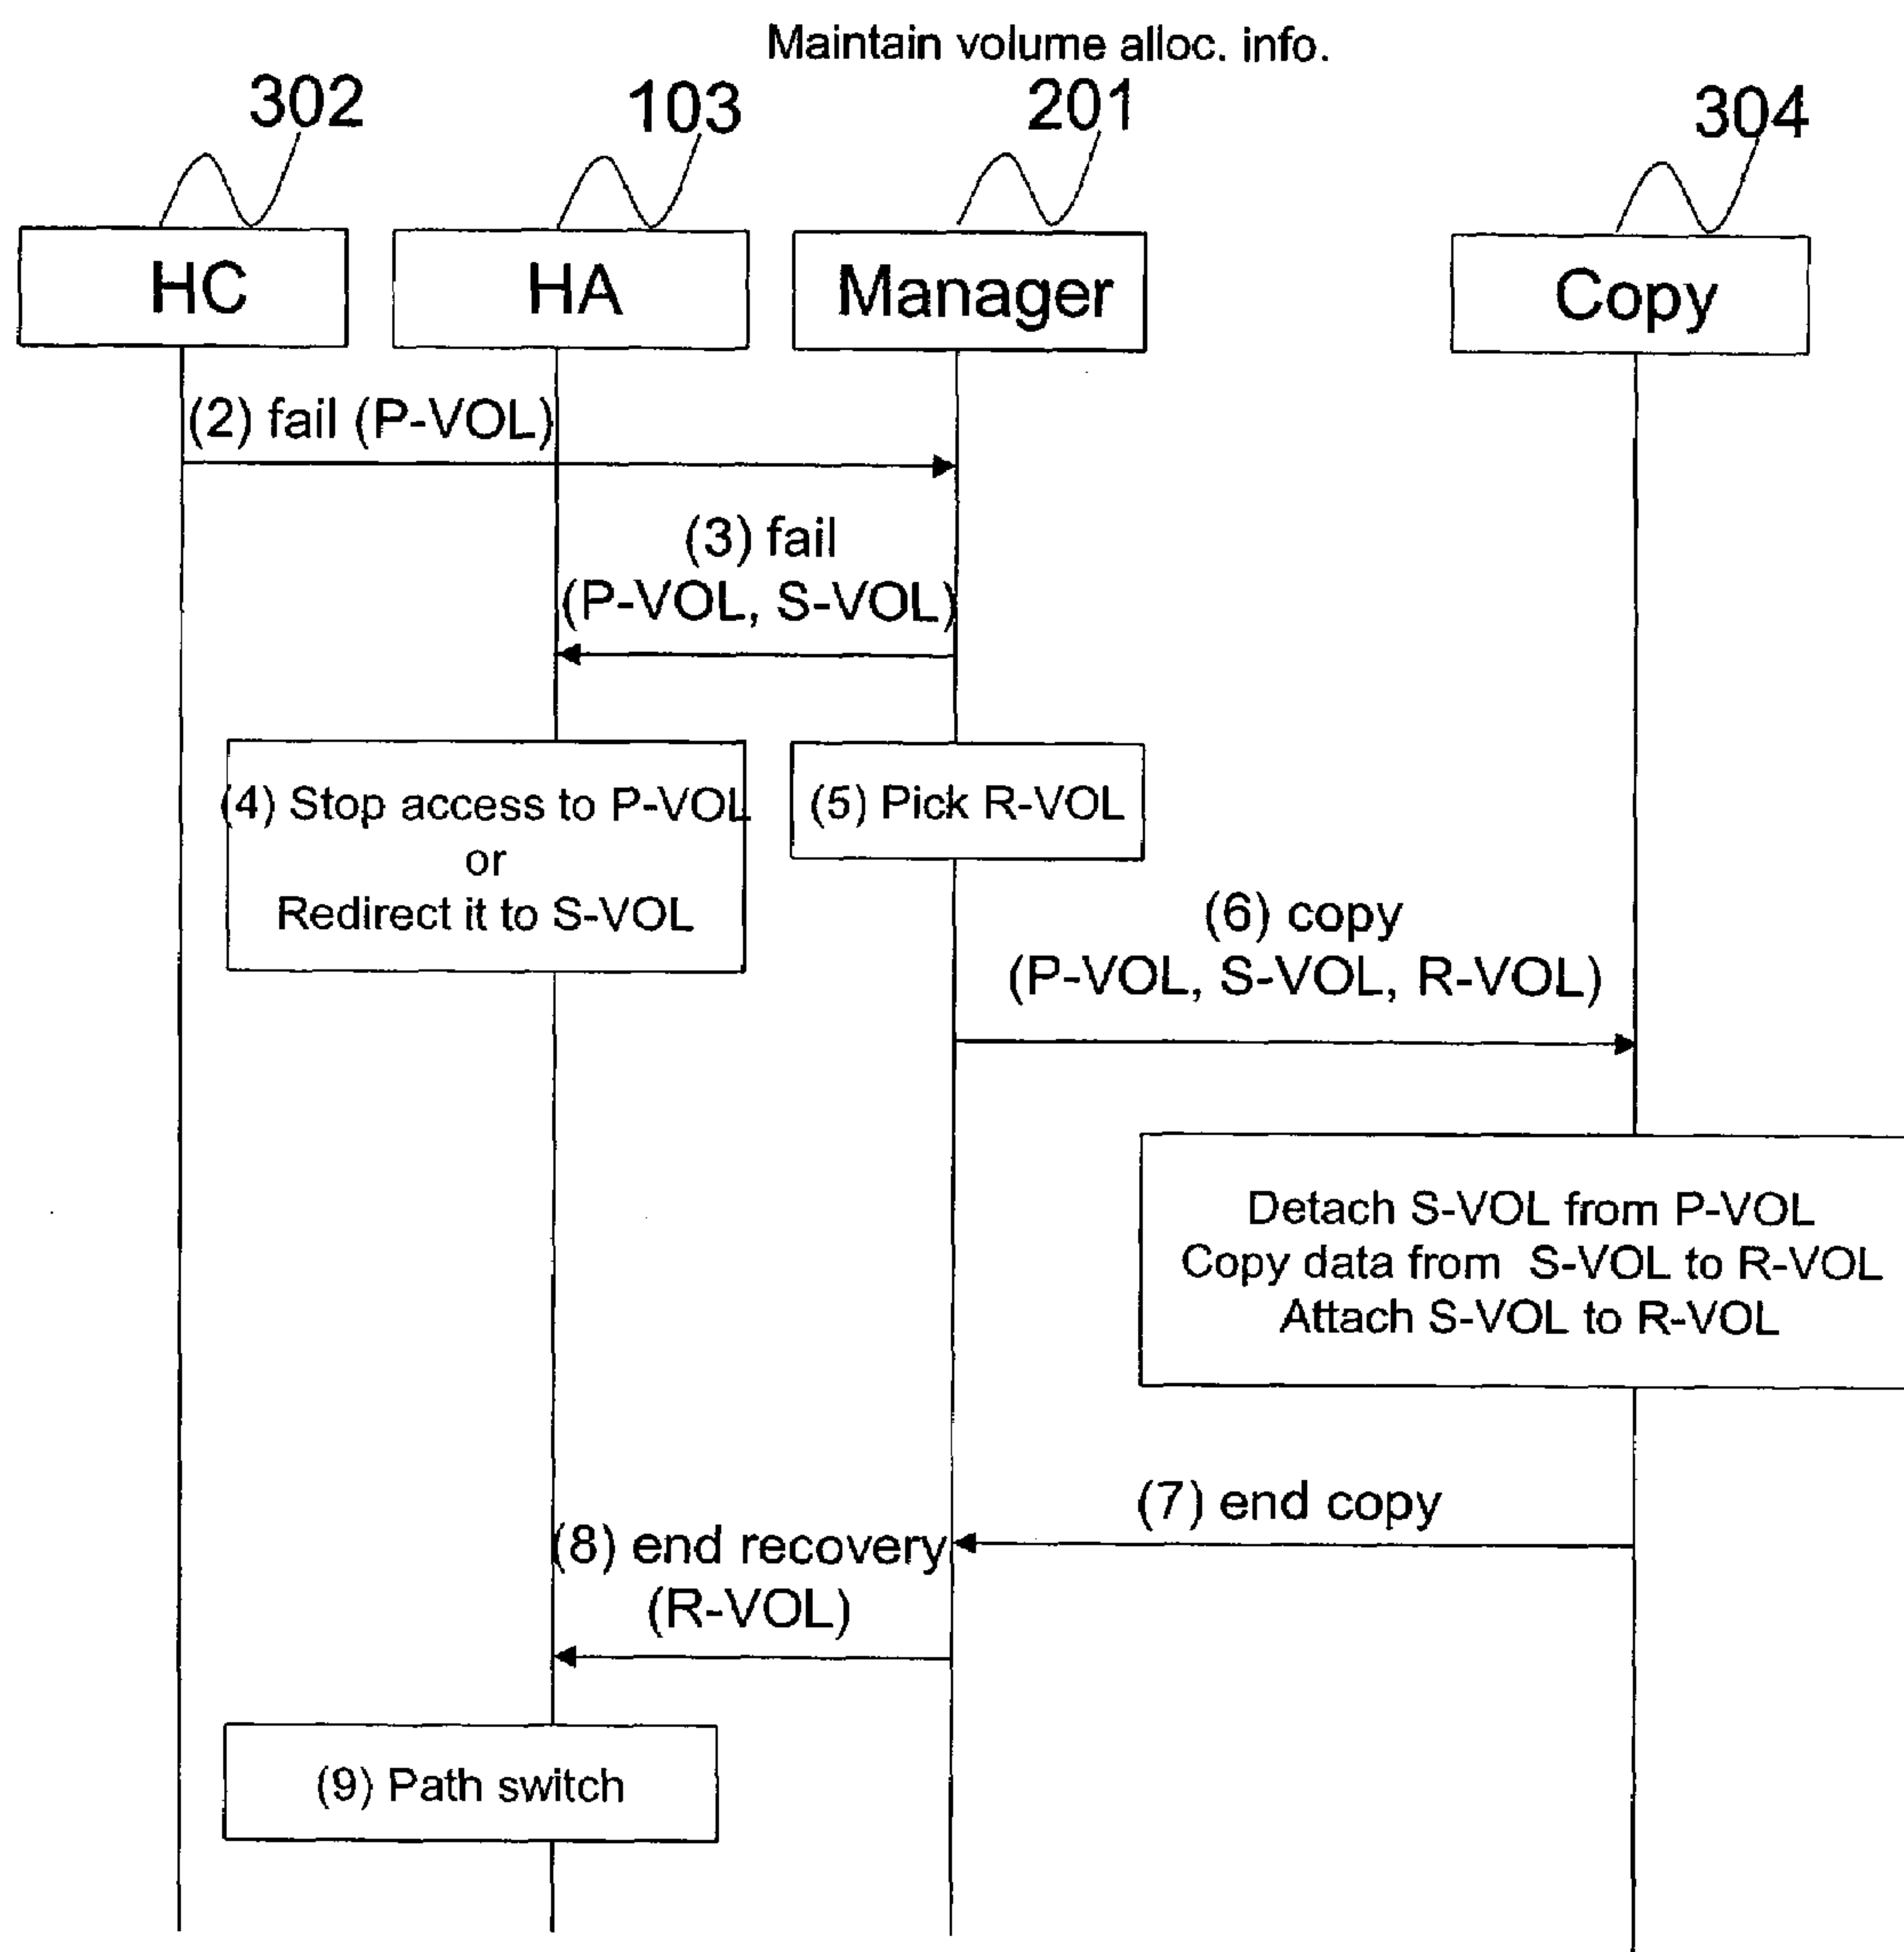 Maintain volume alloc. info.
302
103
201
304
HC
HA
Manager
Copy
(2) fail (P-VOL)
(3) fail
(P-VOL, S-VOL)
(4) Stop access to P-VOL
or
Redirect it to S-VOL
(5) Pick R-VOL
(6) copy
(P-VOL, S-VOL, R-VOL)
Detach S-VOL from P-VOL
Copy data from S-VOL to R-VOL
Attach S-VOL to R-VOL
(7) end copy
(8) end recovery
(R-VOL)
(9) Path switch